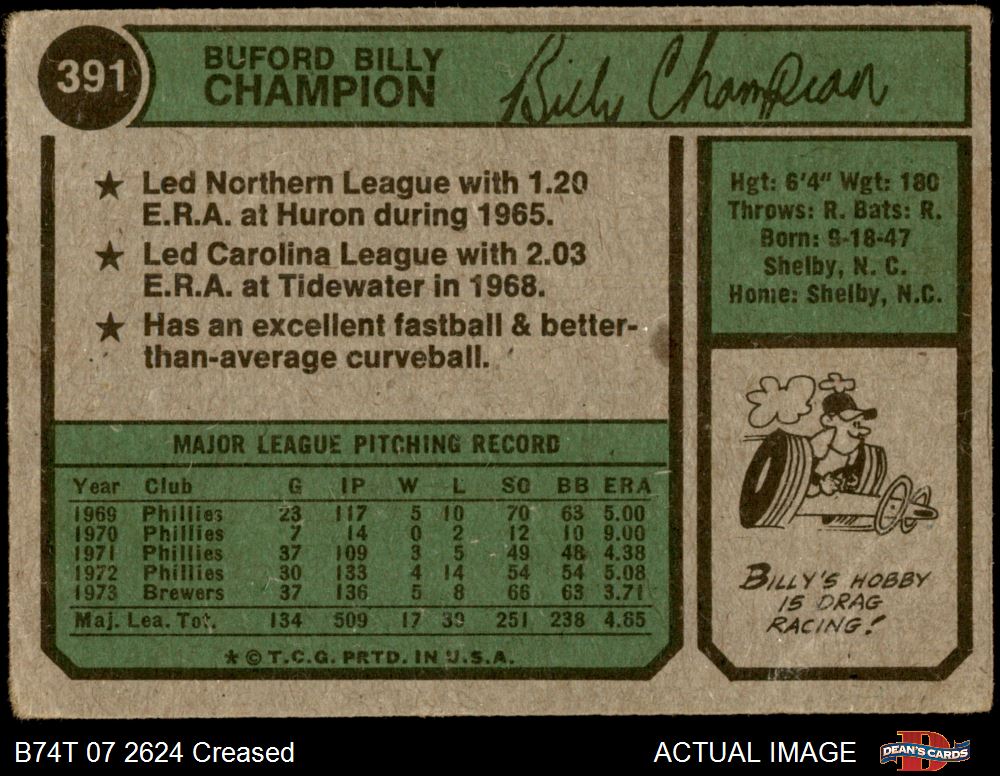 391
BUFORD BILLY
CHAMPION
Billy Champion
★ Led Northern League with 1.20
E.R.A. at Huron during 1965.
★ Led Carolina League with 2.03
E.R.A. at Tidewater in 1968.
★ Has an excellent fastball & better-
than-average curveball.
Hgt: 6'4" Wgt: 180
Throws: R. Bats: R.
Born: 9-18-47
Shelby, N. C.
Home: Shelby, N.C.
MAJOR LEAGUE PITCHING RECORD
Year Club G IP W L SO BB ERA
1969 Phillies 23 117 5 10 70 63 5.00
1970 Phillies 7 14 0 2 12 10 9.00
1971 Phillies 37 109 3 5 49 48 4.38
1972 Phillies 30 133 4 14 54 54 5.08
1973 Brewers 37 136 5 8 66 63 3.71
Maj. Lea. Tot. 134 509 17 39 251 238 4.65
★ © T.C.G. PRTD. IN U.S.A.
BILLY'S HOBBY
IS DRAG
RACING!
B74T 07 2624 Creased
ACTUAL IMAGE
DEAN'S CARDS